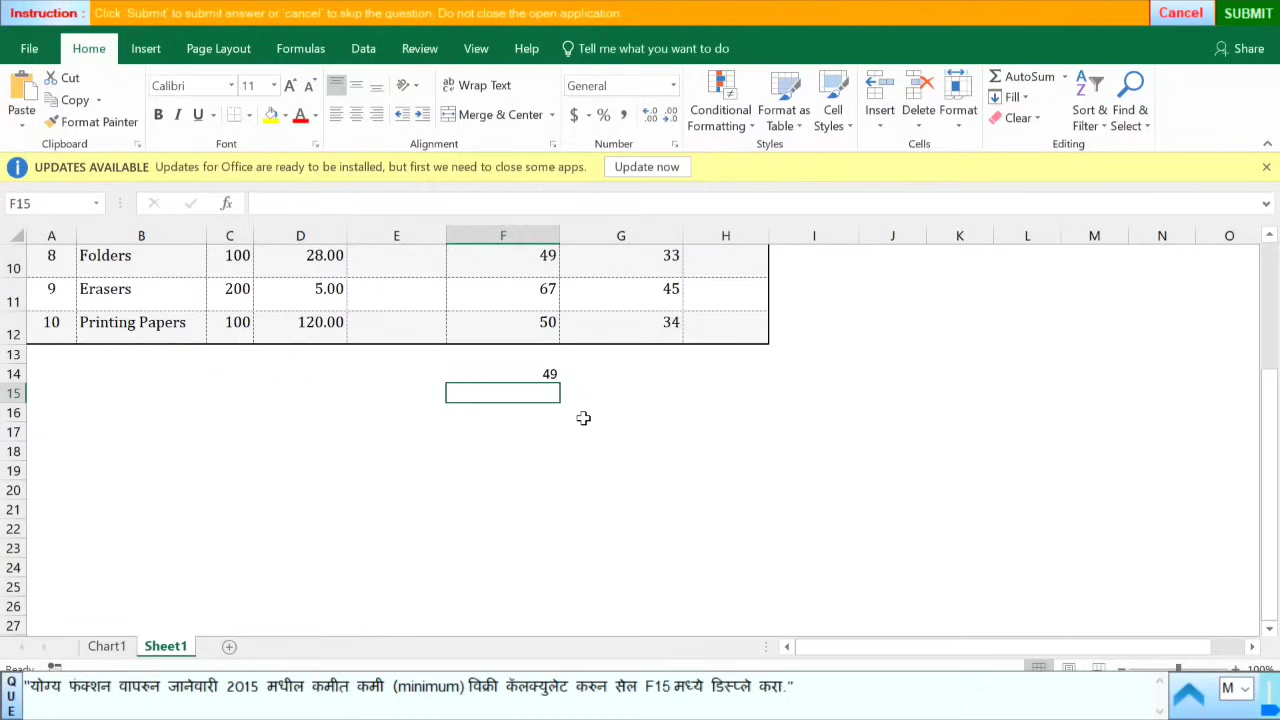 Instruction : Click 'Submit' to submit answer or 'cancel' to skip the question. Do not close the open application. Cancel SUBMIT
File Home Insert Page Layout Formulas Data Review View Help Tell me what you want to do Share
Paste Cut Copy Format Painter Clipboard
Calibri 11 B I U A A A Font
Wrap Text Merge & Center Alignment
General $ % , Number
Conditional Formatting Format as Table Cell Styles Styles
Insert Delete Format Cells
AutoSum Fill Clear Sort & Filter Find & Select Editing
UPDATES AVAILABLE Updates for Office are ready to be installed, but first we need to close some apps. Update now
F15 fx
A B C D E F G H I J K L M N O
10 8 Folders 100 28.00 49 33
11 9 Erasers 200 5.00 67 45
12 10 Printing Papers 100 120.00 50 34
13
14 49
15
16
17
18
19
20
21
22
23
24
25
26
27
Chart1 Sheet1
Ready 100%
QUE "योग्य फंक्शन वापरुन जानेवारी 2015 मधील कमीत कमी (minimum) विक्री कॅलक्युलेट करुन सेल F15 मध्ये डिस्प्ले करा." M